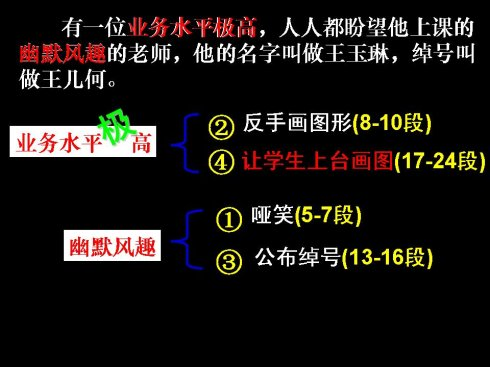 有一位业务水平极高，人人都盼望他上课的
幽默风趣的老师，他的名字叫做王玉琳，绰号叫
做王几何。
业务水平极高
② 反手画图形(8-10段)
④ 让学生上台画图(17-24段)
幽默风趣
① 哑笑(5-7段)
③ 公布绰号(13-16段)